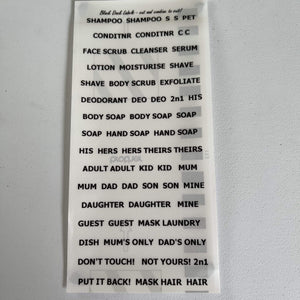 Black Duck Labels - cut and combine to suit!
SHAMPOO SHAMPOO S S PET
CONDITNR CONDITNR C C
FACE SCRUB CLEANSER SERUM
LOTION MOISTURISE SHAVE
SHAVE BODY SCRUB EXFOLIATE
DEODORANT DEO DEO 2n1 HIS
BODY SOAP BODY SOAP SOAP
SOAP HAND SOAP HAND SOAP
HIS HERS HERS THEIRS THEIRS
ADULT ADULT KID KID MUM
MUM DAD DAD SON SON MINE
DAUGHTER DAUGHTER MINE
GUEST GUEST MASK LAUNDRY
DISH MUM'S ONLY DAD'S ONLY
DON'T TOUCH! NOT YOURS! 2n1
PUT IT BACK! MASK HAIR HAIR